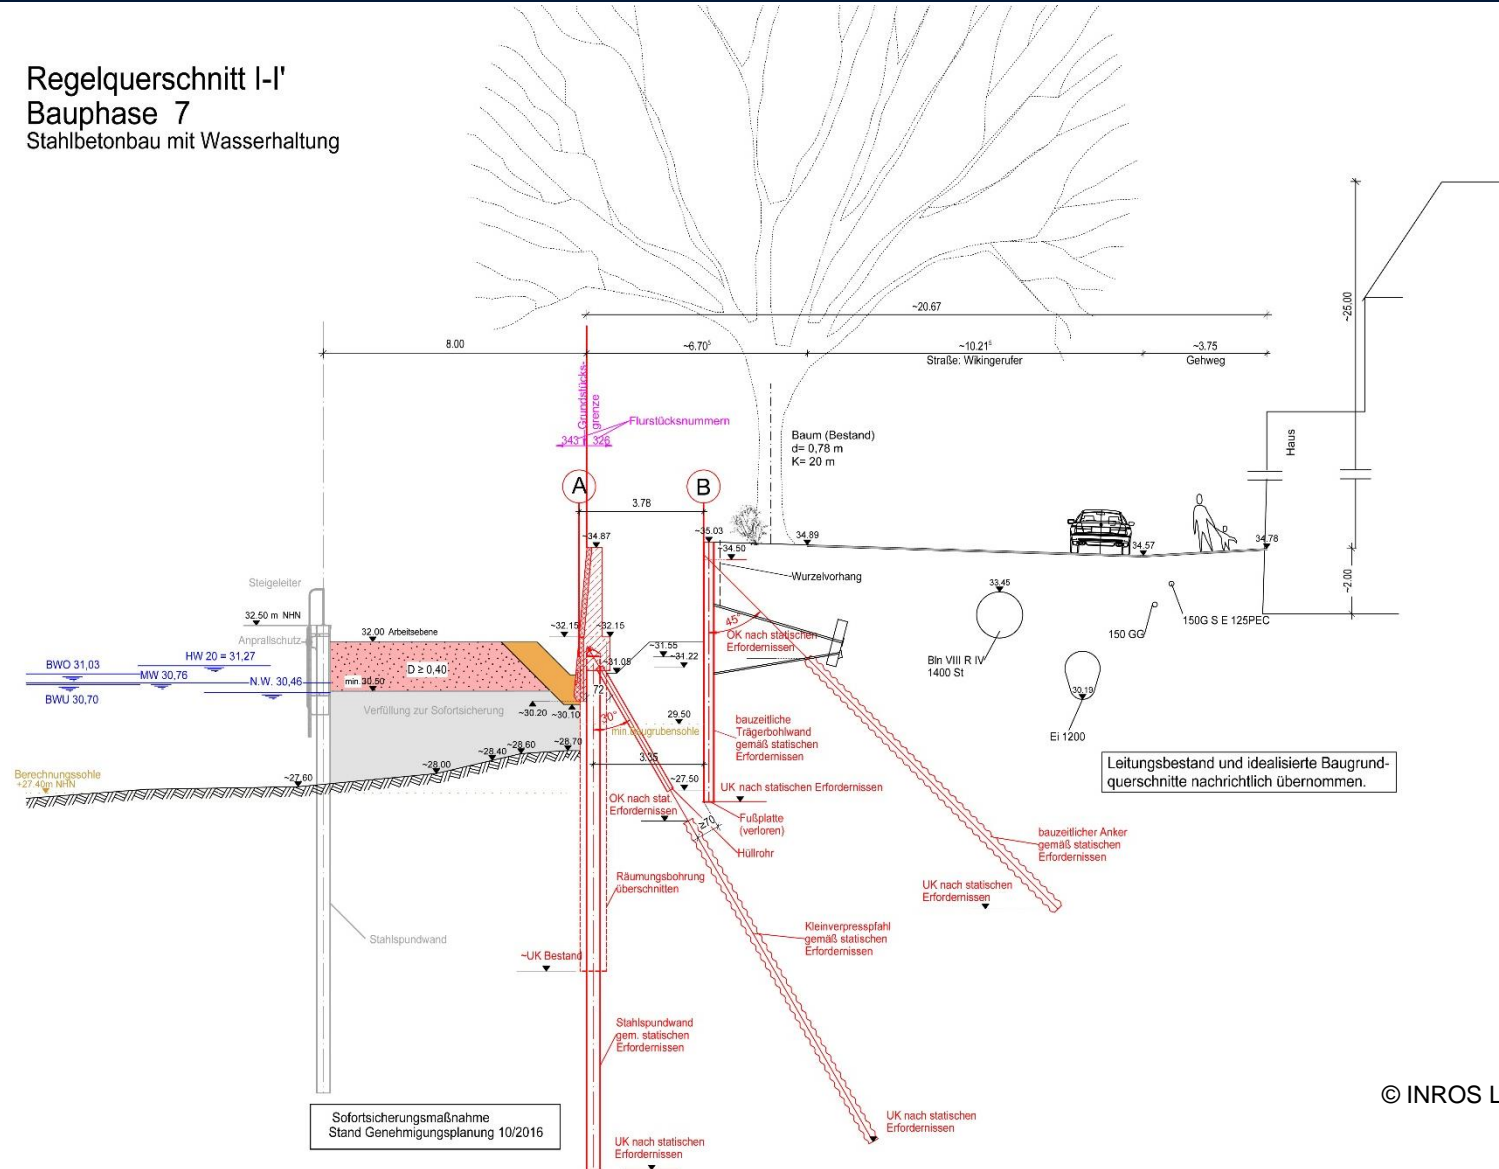 Regelquerschnitt I-I'
Bauphase 7
Stahlbetonbau mit Wasserhaltung
~20.67
8.00
~6.70⁵
~10.21⁵
Straße: Wikingerufer
~3.75
Gehweg
~25.00
~2.00
Grundstücks-
grenze
Flurstücksnummern
343
326
Baum (Bestand)
d= 0,78 m
K= 20 m
Haus
A
B
3.78
~34.87
~35.03
~34.50
34.89
34.57
34.78
D
Wurzelvorhang
Steigeleiter
32.50 m NHN
Anprallschutz
32.00 Arbeitsebene
D ≥ 0,40
min.30.50
HW 20 = 31,27
BWO 31,03
MW 30,76
N.W. 30,46
BWU 30,70
Verfüllung zur Sofortsicherung
~32.15
~32.15
~31.55
~31.22
~31.05
72
30°
45°
OK nach statischen
Erfordernissen
~30.20
~30.10
29.50
min.Baugrubensohle
~28.70
~28.60
~28.40
~28.00
~27.60
Berechnungssohle
+27.40m NHN
3.35
~27.50
bauzeitliche
Trägerbohlwand
gemäß statischen
Erfordernissen
UK nach statischen Erfordernissen
OK nach stat.
Erfordernissen
Fußplatte
(verloren)
≥70
Hüllrohr
33.45
Bln VIII R IV
1400 St
150 GG
150G S E 125PEC
30.19
Ei 1200
Leitungsbestand und idealisierte Baugrund-
querschnitte nachrichtlich übernommen.
bauzeitlicher Anker
gemäß statischen
Erfordernissen
UK nach statischen
Erfordernissen
Räumungsbohrung
überschnitten
Kleinverpresspfahl
gemäß statischen
Erfordernissen
Stahlspundwand
~UK Bestand
Stahlspundwand
gem. statischen
Erfordernissen
UK nach statischen
Erfordernissen
UK nach statischen
Erfordernissen
Sofortsicherungsmaßnahme
Stand Genehmigungsplanung 10/2016
© INROS L